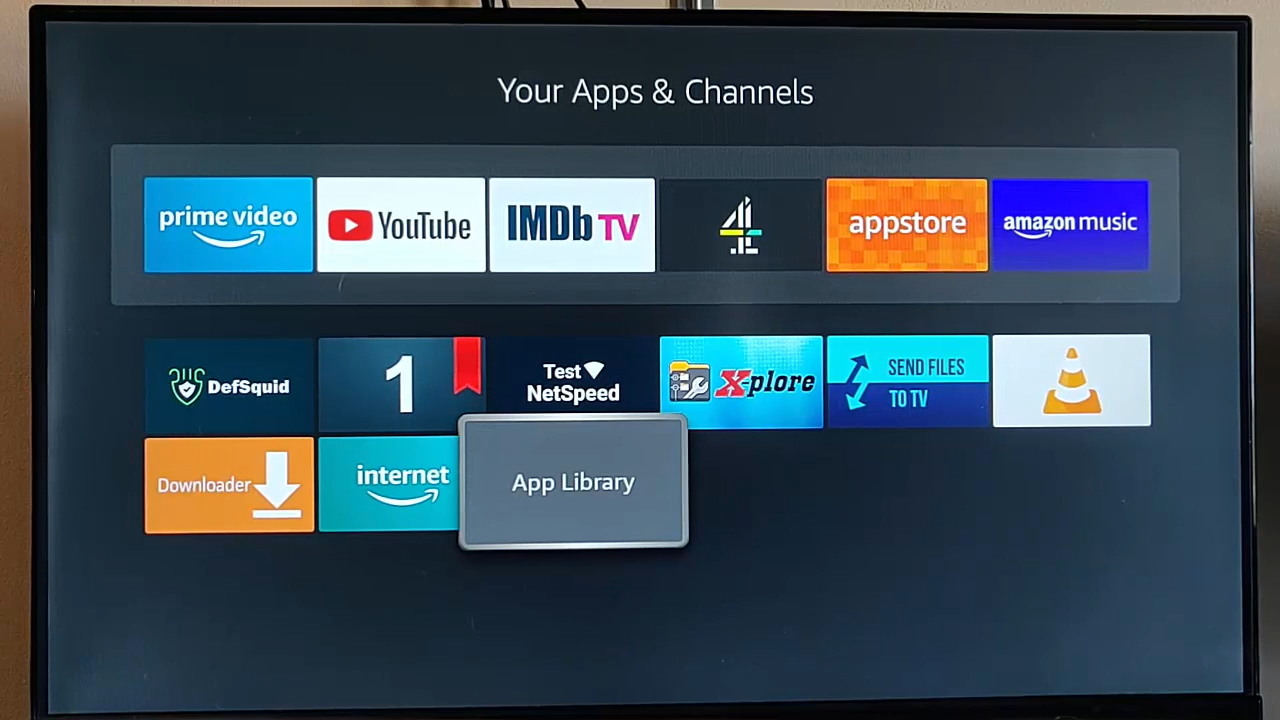 Your Apps & Channels
prime video
YouTube
IMDb TV
4
appstore
amazon music
DefSquid
1
Test
NetSpeed
X-plore
SEND FILES
TO TV
Downloader
internet
App Library